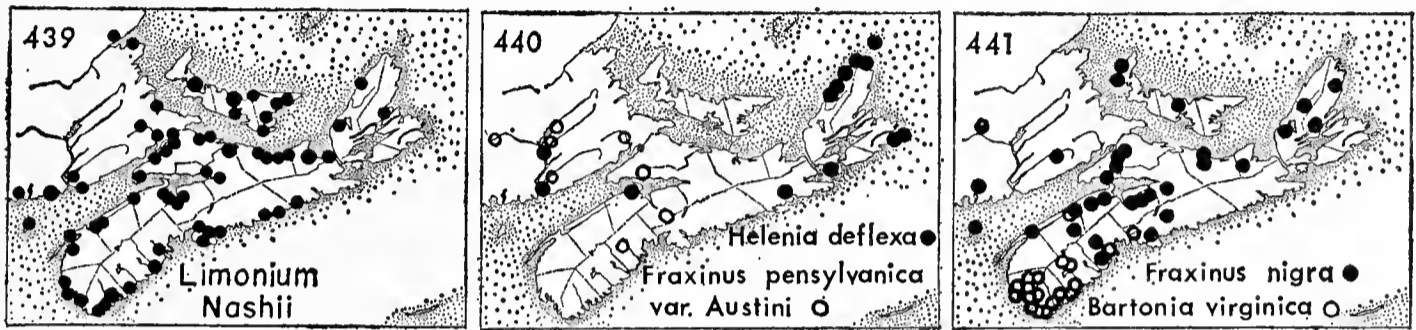 439
Limonium
Nashii
440
Helenia deflexa
Fraxinus pensylvanica
var. Austini
441
Fraxinus nigra
Bartonia virginica